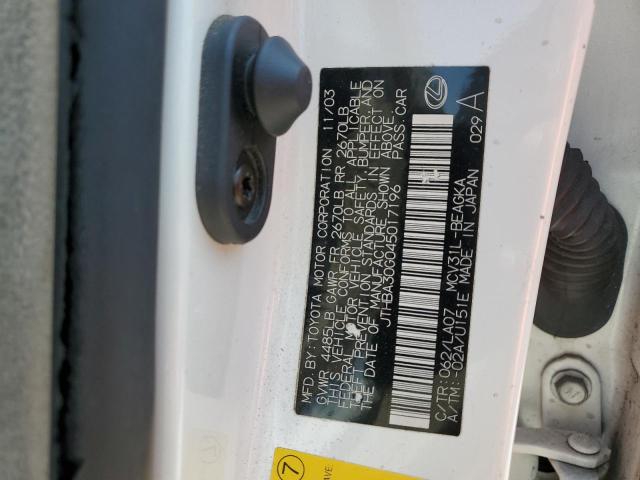 MFD BY: TOYOTA MOTOR CORPORATION 11/03
GVWR 4485LB GAWR FR 2670LB RR 2670LB
THIS VEHICLE CONFORMS TO ALL APPLICABLE
FEDERAL MOTOR VEHICLE SAFETY, BUMPER, AND
THEFT PREVENTION STANDARDS IN EFFECT ON
THE DATE OF MANUFACTURE SHOWN ABOVE.
JTHBA30G045017196 PASS. CAR
C/TR: 062/LA07 MCV31L-BEAGKA
A/TM: -02A/U151E MADE IN JAPAN 029 A
7